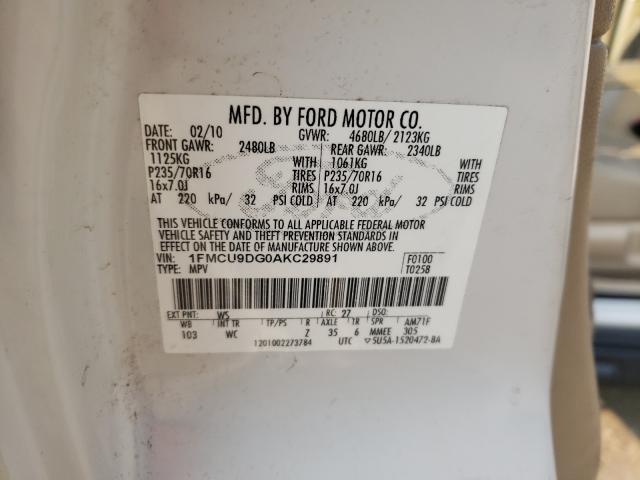 MFD. BY FORD MOTOR CO.
DATE: 02/10 GVWR: 4680LB/ 2123KG
FRONT GAWR: 2480LB REAR GAWR: 2340LB
1125KG WITH 1061KG WITH
P235/70R16 TIRES P235/70R16 TIRES
16x7.0J RIMS 16x7.0J RIMS
AT 220 kPa/ 32 PSI COLD AT 220 kPa/ 32 PSI COLD
THIS VEHICLE CONFORMS TO ALL APPLICABLE FEDERAL MOTOR
VEHICLE SAFETY AND THEFT PREVENTION STANDARDS IN
EFFECT ON THE DATE OF MANUFACTURE SHOWN ABOVE.
VIN: 1FMCU9DG0AKC29891 F0100
TYPE: MPV T0258
EXT PNT: WS RC: 27 DSO:
WB INT TR TP/PS R AXLE TR SPR AM71F
103 WC Z 35 6 MMEE 305
1201002273784 UTC 5U5A-1520472-BA